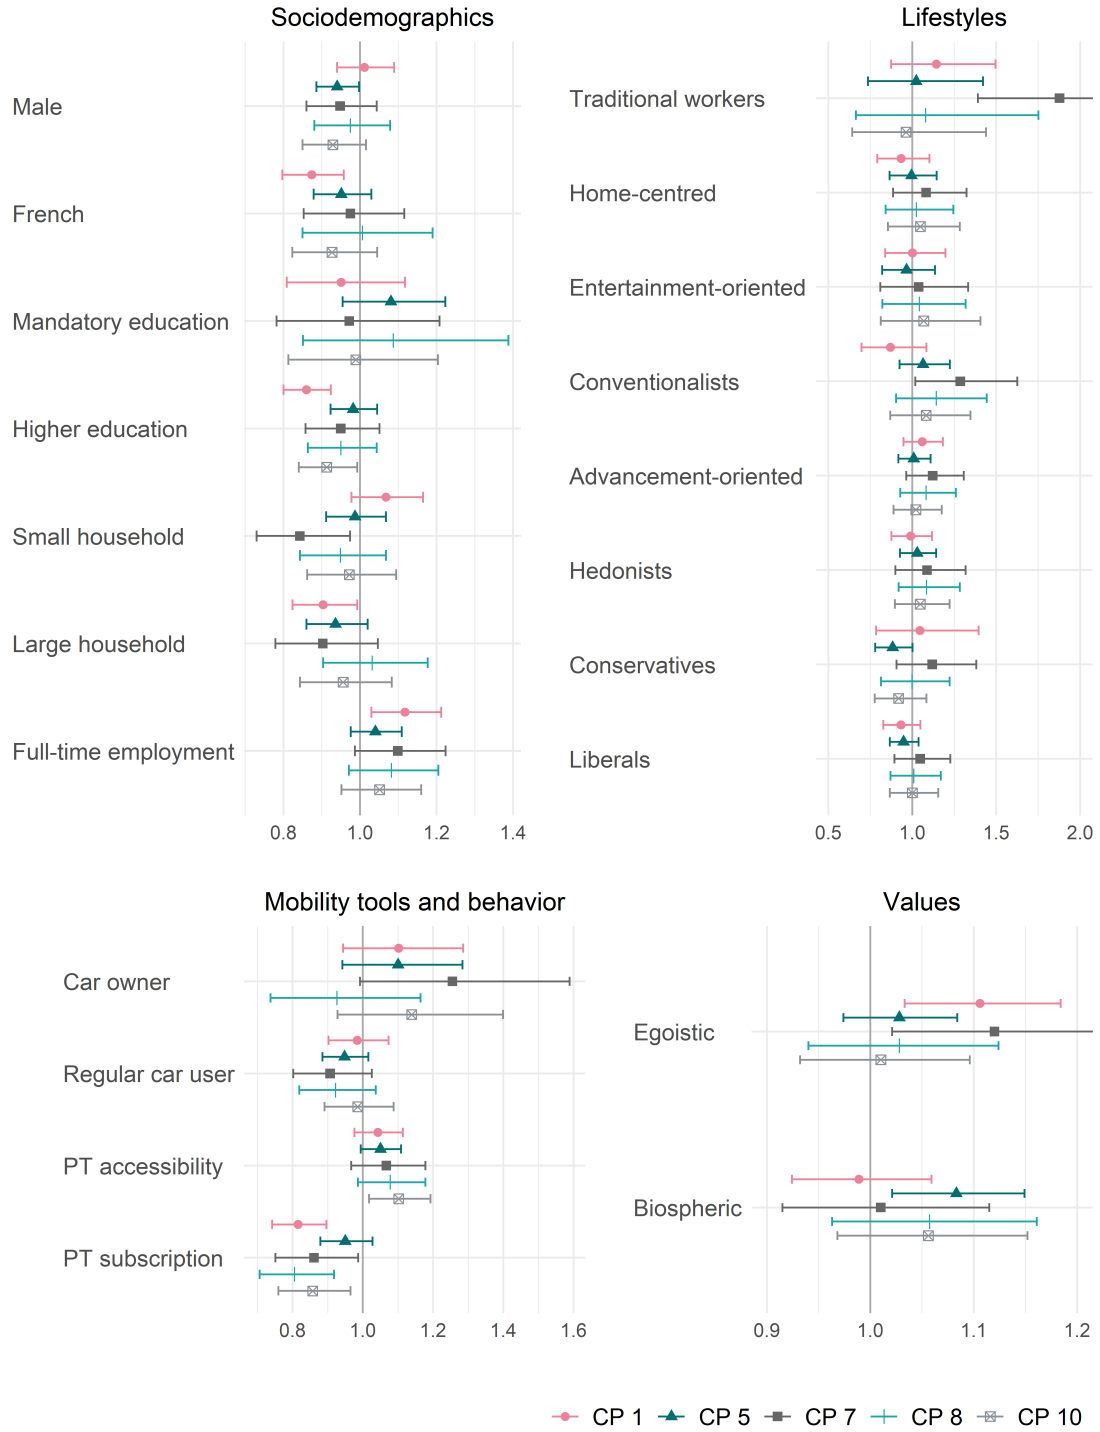 Sociodemographics
Male
French
Mandatory education
Higher education
Small household
Large household
Full-time employment
0.8 1.0 1.2 1.4
Lifestyles
Traditional workers
Home-centred
Entertainment-oriented
Conventionalists
Advancement-oriented
Hedonists
Conservatives
Liberals
0.5 1.0 1.5 2.0
Mobility tools and behavior
Car owner
Regular car user
PT accessibility
PT subscription
0.8 1.0 1.2 1.4 1.6
Values
Egoistic
Biospheric
0.9 1.0 1.1 1.2
CP 1 CP 5 CP 7 CP 8 CP 10